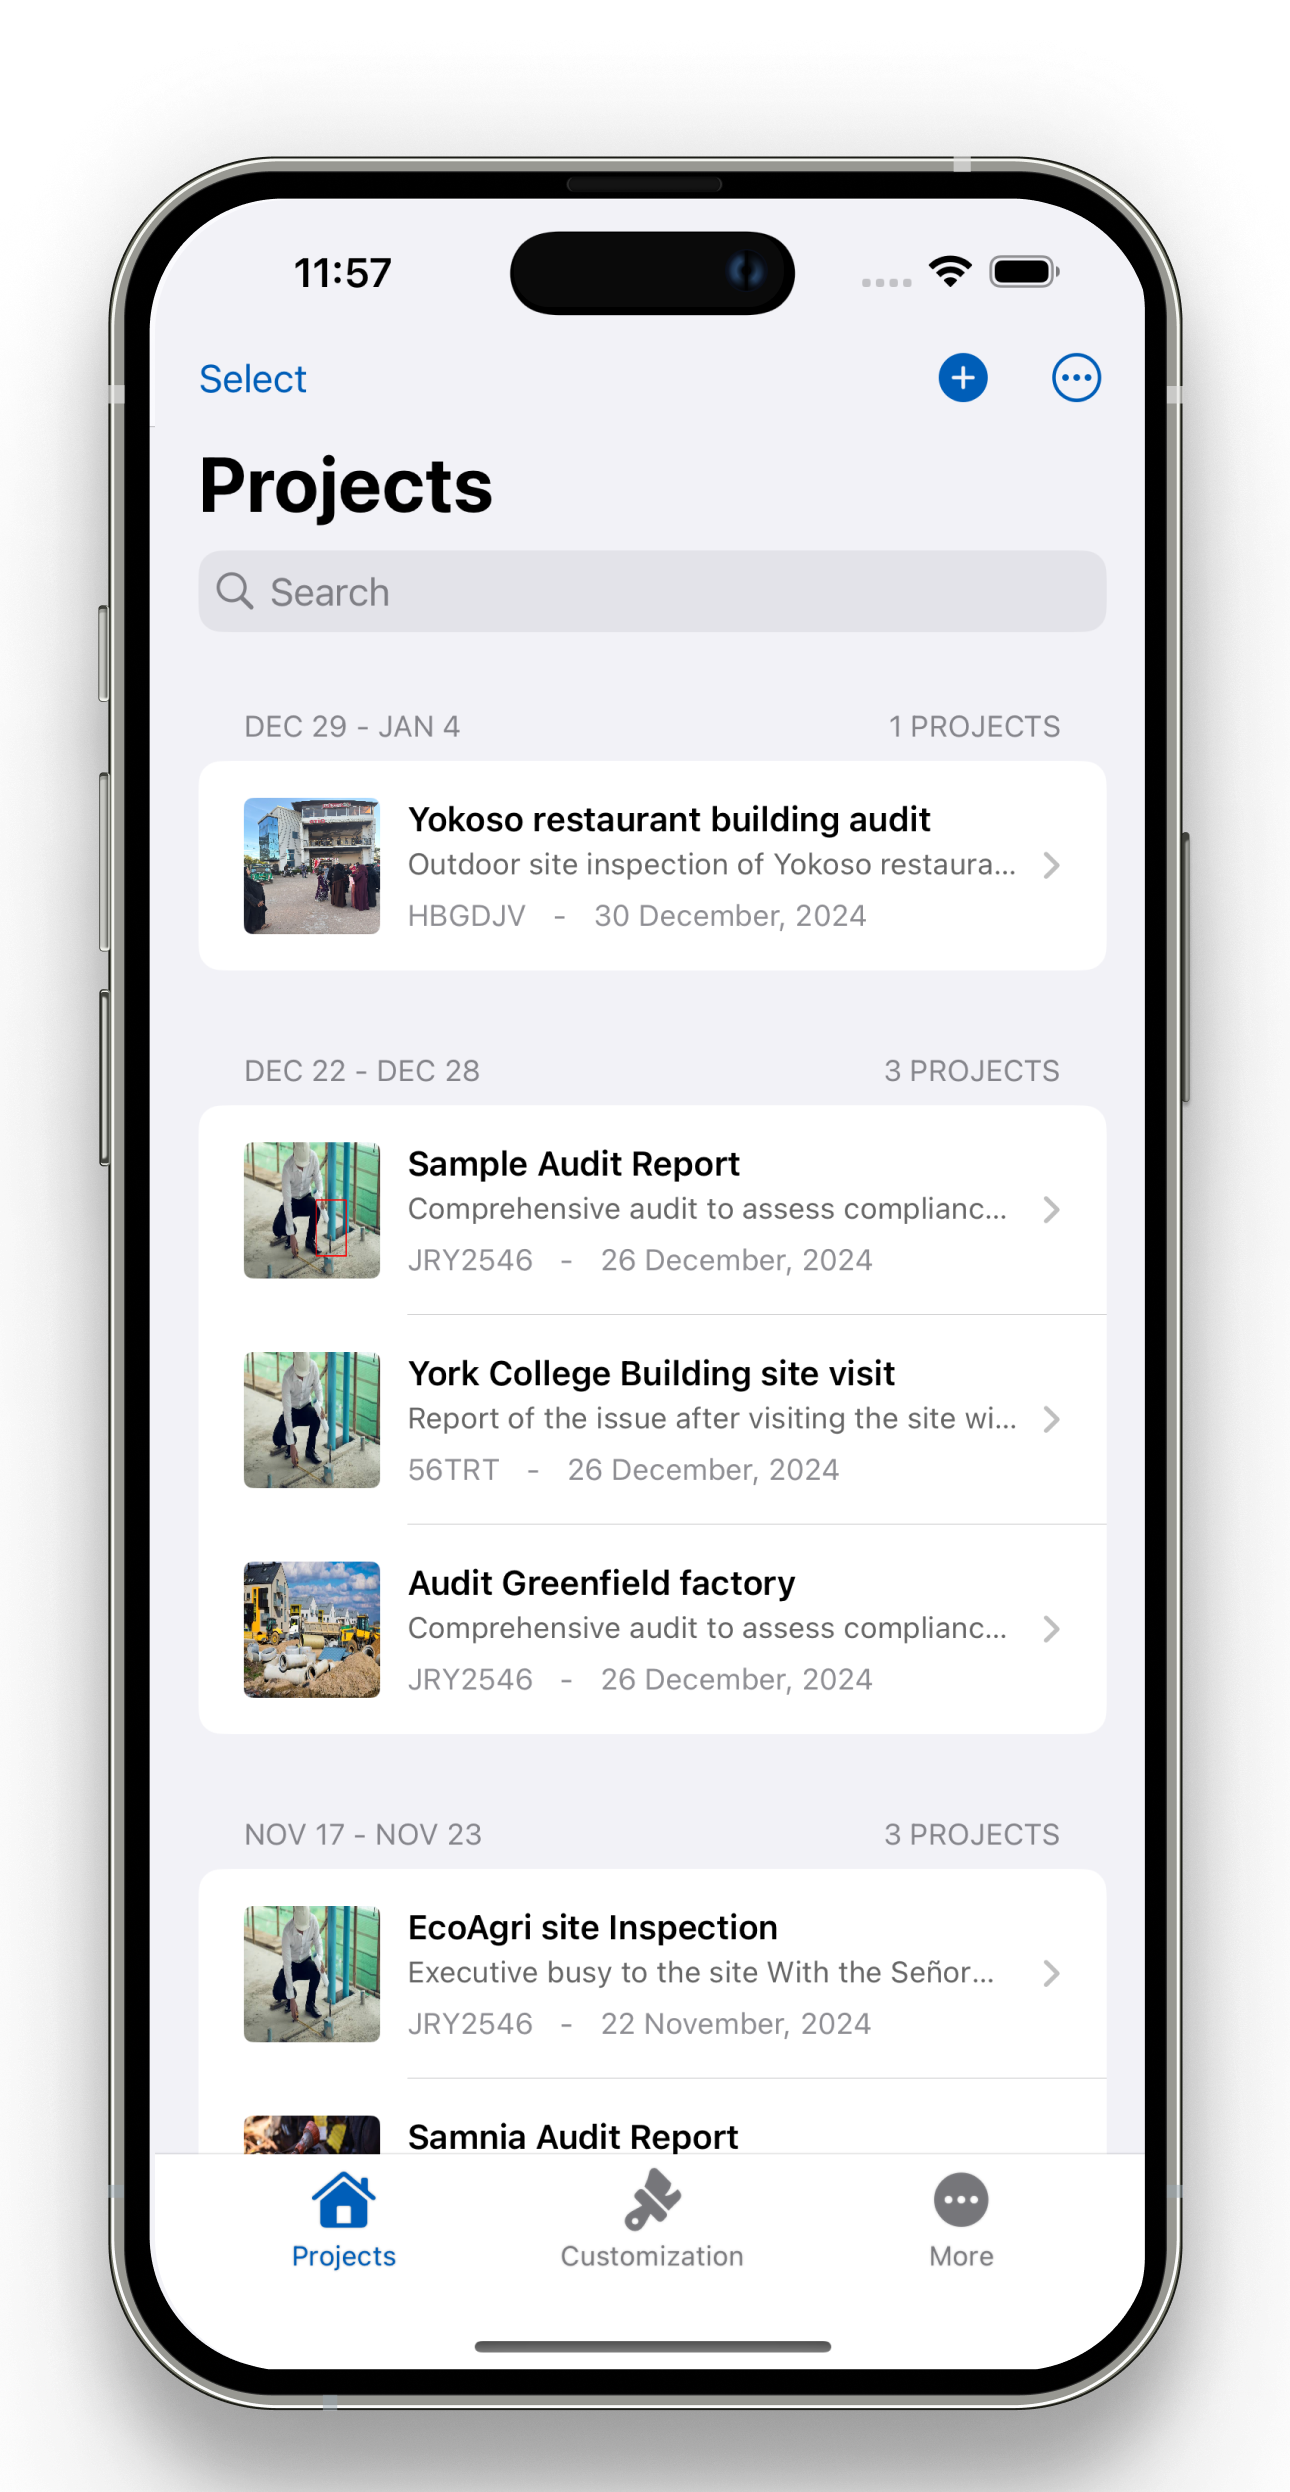 11:57
Select
Projects
Search
DEC 29 - JAN 4 1 PROJECTS
Yokoso restaurant building audit
Outdoor site inspection of Yokoso restaura...
HBGDJV - 30 December, 2024
DEC 22 - DEC 28 3 PROJECTS
Sample Audit Report
Comprehensive audit to assess complianc...
JRY2546 - 26 December, 2024
York College Building site visit
Report of the issue after visiting the site wi...
56TRT - 26 December, 2024
Audit Greenfield factory
Comprehensive audit to assess complianc...
JRY2546 - 26 December, 2024
NOV 17 - NOV 23 3 PROJECTS
EcoAgri site Inspection
Executive busy to the site With the Señor...
JRY2546 - 22 November, 2024
Samnia Audit Report
Projects Customization More